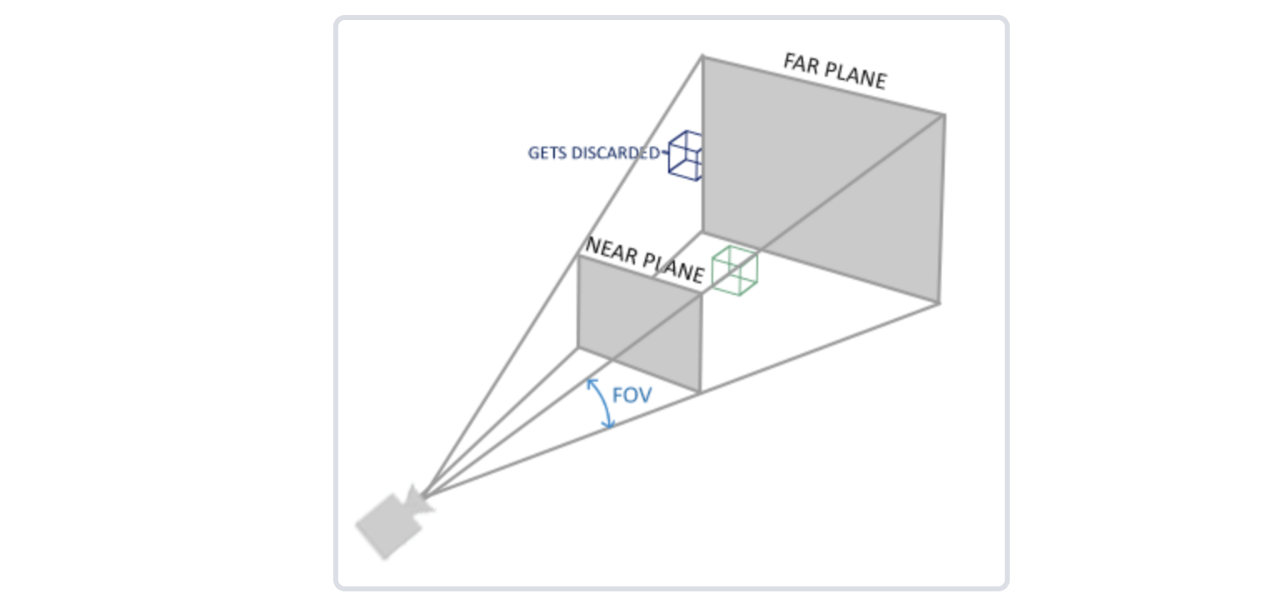 FAR PLANE
GETS DISCARDED
NEAR PLANE
FOV